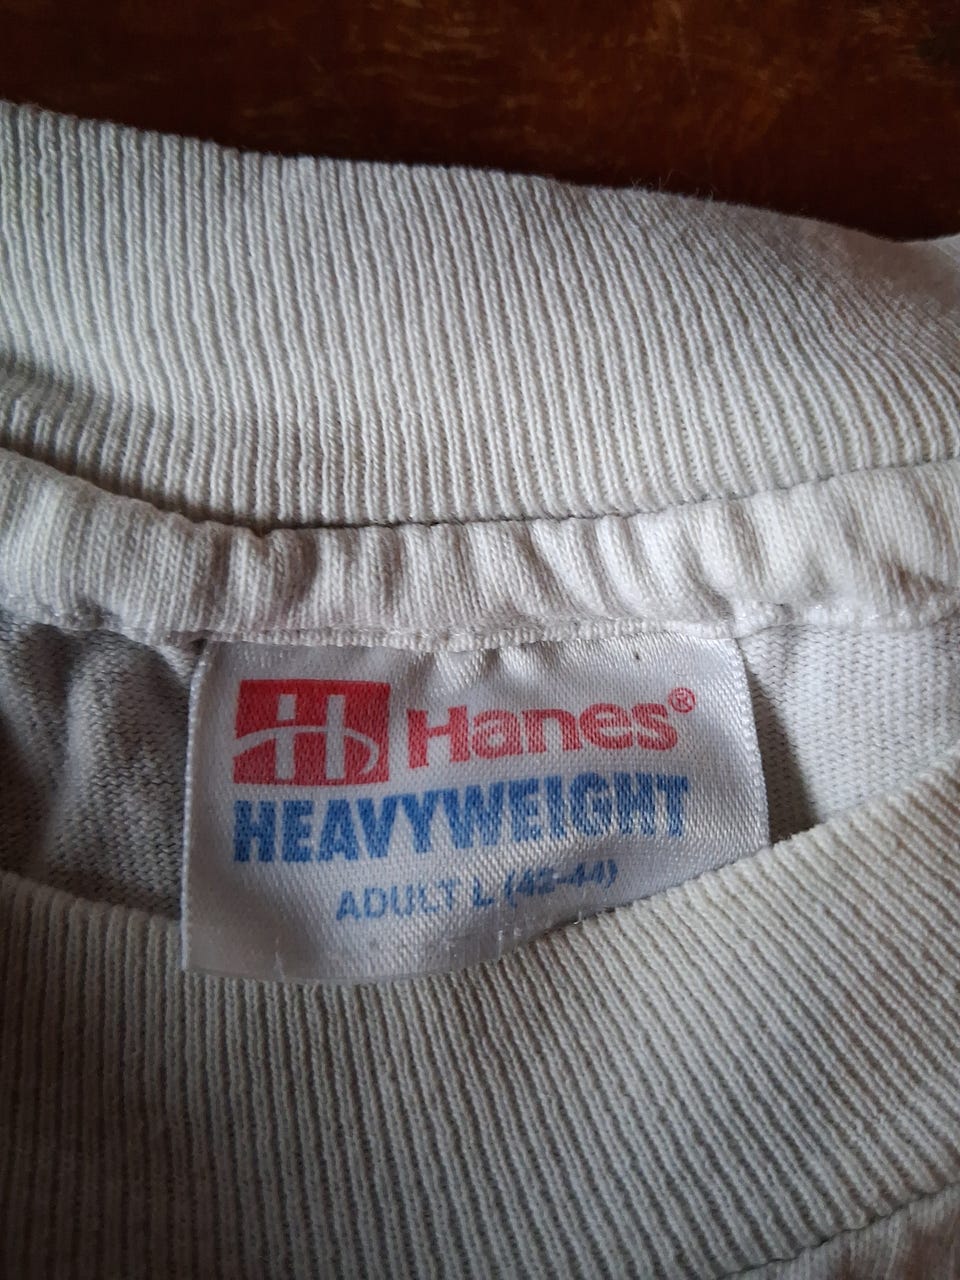 H Hanes®
HEAVYWEIGHT
ADULT L (42-44)